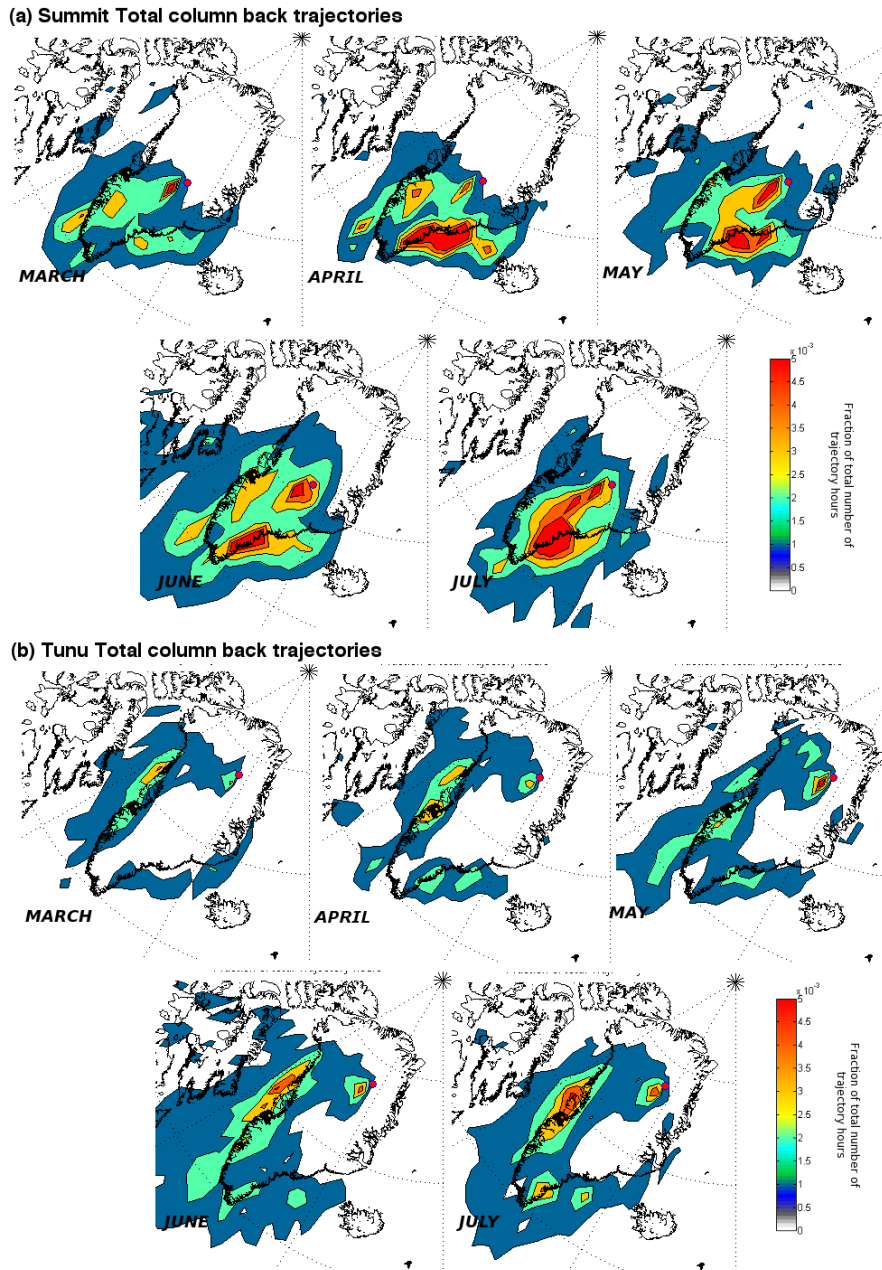 (a) Summit Total column back trajectories
MARCH
APRIL
MAY
JUNE
JULY
x 10⁻³
5
4.5
4
3.5
3
2.5
2
1.5
1
0.5
0
Fraction of total number of
trajectory hours
(b) Tunu Total column back trajectories
MARCH
APRIL
MAY
JUNE
JULY
x 10⁻³
5
4.5
4
3.5
3
2.5
2
1.5
1
0.5
0
Fraction of total number of
trajectory hours